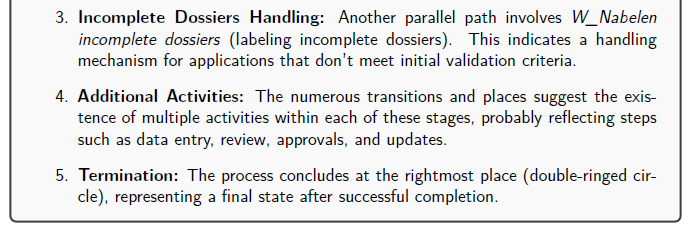 3. Incomplete Dossiers Handling: Another parallel path involves W_Nabelen
incomplete dossiers (labeling incomplete dossiers). This indicates a handling
mechanism for applications that don't meet initial validation criteria.
4. Additional Activities: The numerous transitions and places suggest the exis-
tence of multiple activities within each of these stages, probably reflecting steps
such as data entry, review, approvals, and updates.
5. Termination: The process concludes at the rightmost place (double-ringed cir-
cle), representing a final state after successful completion.